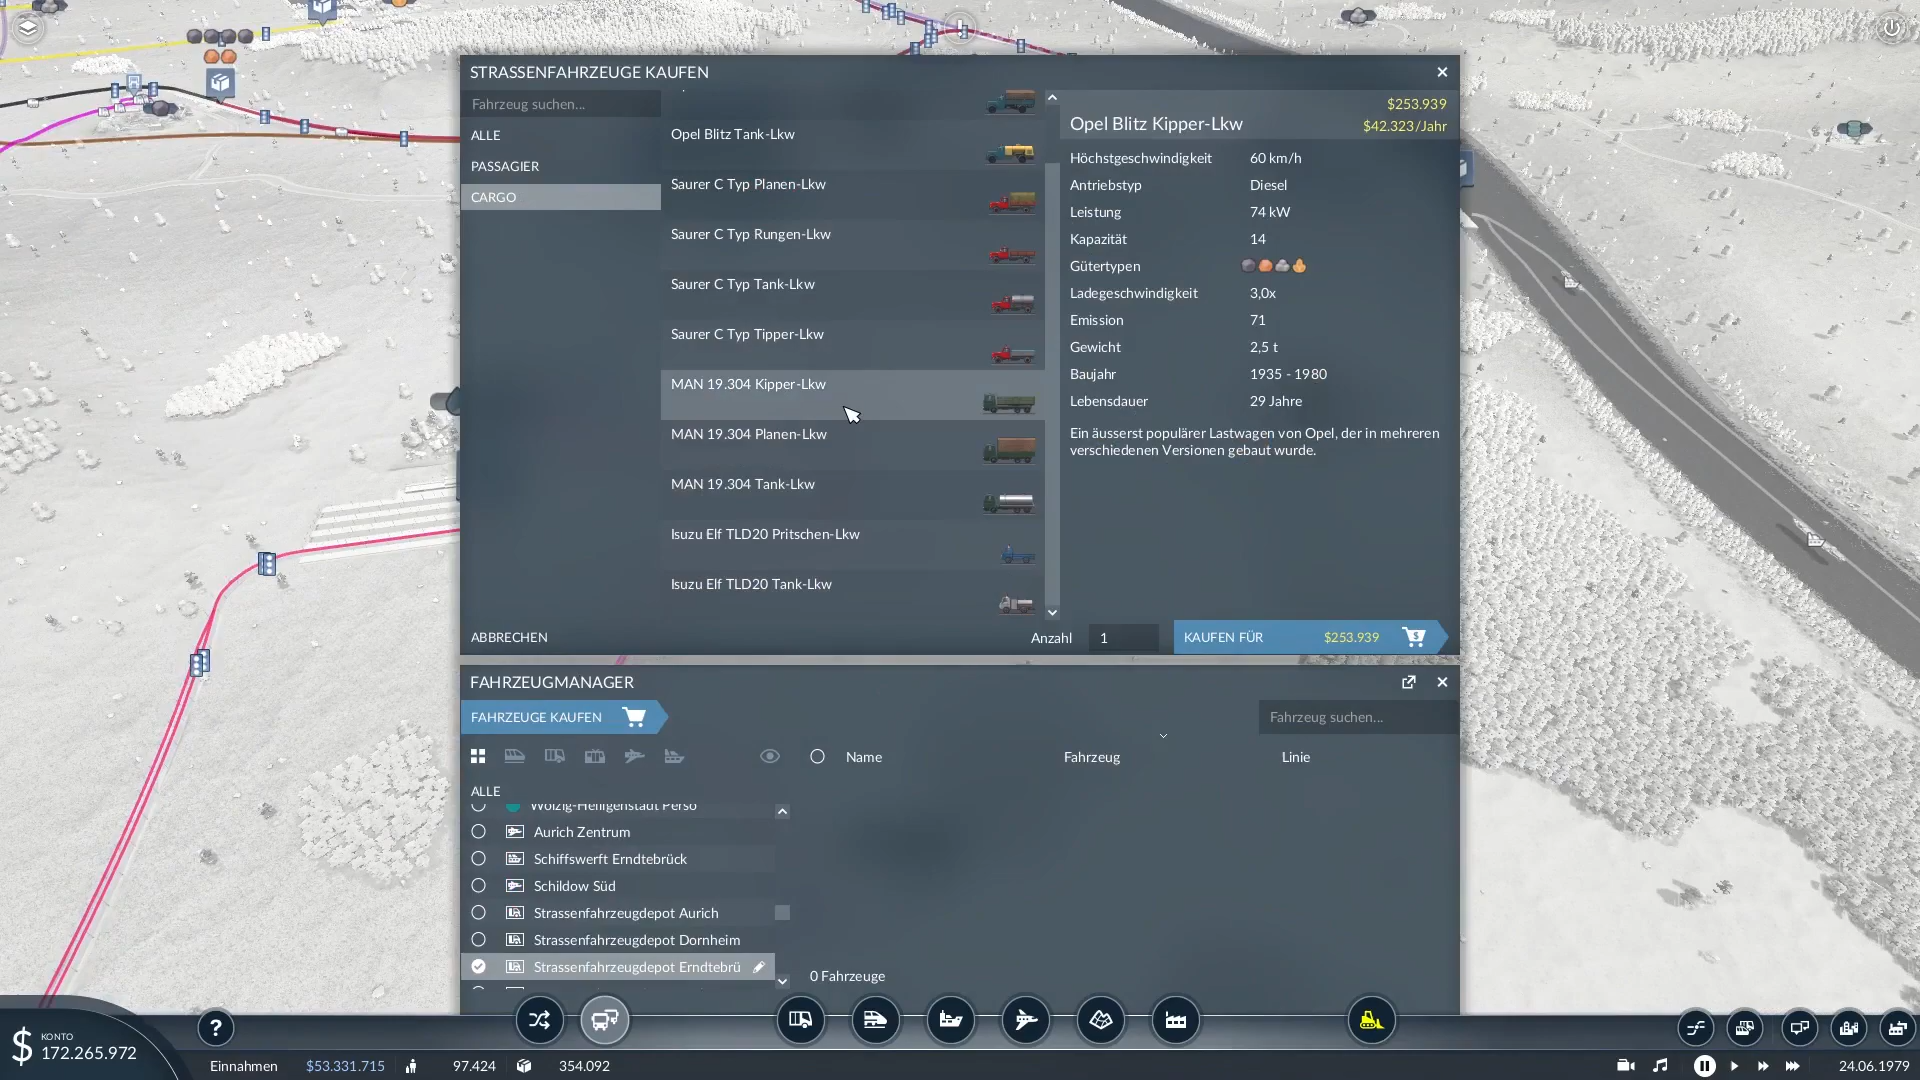 STRASSENFAHRZEUGE KAUFEN
Fahrzeug suchen...
ALLE
PASSAGIER
CARGO
Opel Blitz Tank-Lkw
Saurer C Typ Planen-Lkw
Saurer C Typ Rungen-Lkw
Saurer C Typ Tank-Lkw
Saurer C Typ Tipper-Lkw
MAN 19.304 Kipper-Lkw
MAN 19.304 Planen-Lkw
MAN 19.304 Tank-Lkw
Isuzu Elf TLD20 Pritschen-Lkw
Isuzu Elf TLD20 Tank-Lkw
$253.939
Opel Blitz Kipper-Lkw
$42.323/Jahr
Höchstgeschwindigkeit 60 km/h
Antriebstyp Diesel
Leistung 74 kW
Kapazität 14
Gütertypen
Ladegeschwindigkeit 3,0x
Emission 71
Gewicht 2,5 t
Baujahr 1935 - 1980
Lebensdauer 29 Jahre
Ein äusserst populärer Lastwagen von Opel, der in mehreren
verschiedenen Versionen gebaut wurde.
ABBRECHEN
Anzahl 1
KAUFEN FÜR $253.939
FAHRZEUGMANAGER
FAHRZEUGE KAUFEN
Fahrzeug suchen...
Name Fahrzeug Linie
ALLE
Wolzig-Heiligenstadt Perso
Aurich Zentrum
Schiffswerft Erndtebrück
Schildow Süd
Strassenfahrzeugdepot Aurich
Strassenfahrzeugdepot Dornheim
Strassenfahrzeugdepot Erndtebrü
0 Fahrzeuge
$ KONTO
172.265.972
?
Einnahmen $53.331.715 97.424 354.092
24.06.1979